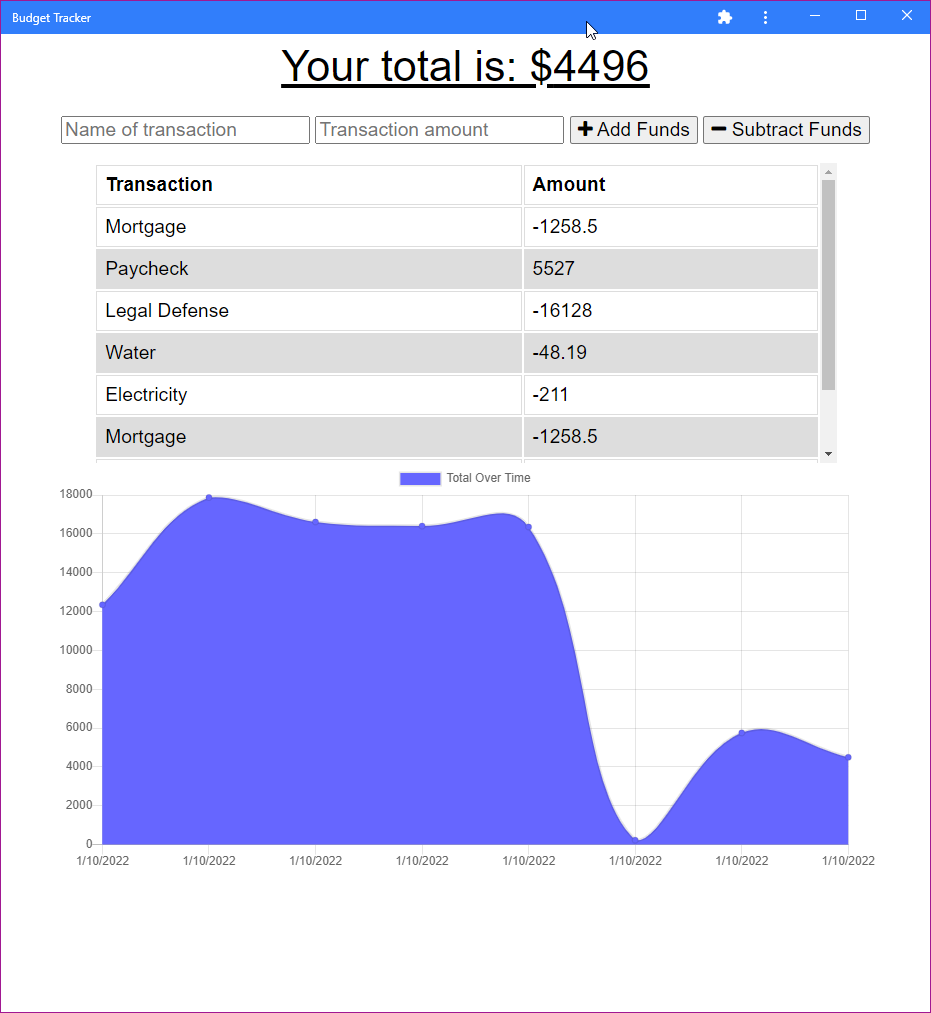 Budget Tracker
Your total is: $4496
Name of transaction Transaction amount Add Funds Subtract Funds
Transaction Amount
Mortgage -1258.5
Paycheck 5527
Legal Defense -16128
Water -48.19
Electricity -211
Mortgage -1258.5
Total Over Time
18000
16000
14000
12000
10000
8000
6000
4000
2000
0
1/10/2022 1/10/2022 1/10/2022 1/10/2022 1/10/2022 1/10/2022 1/10/2022 1/10/2022